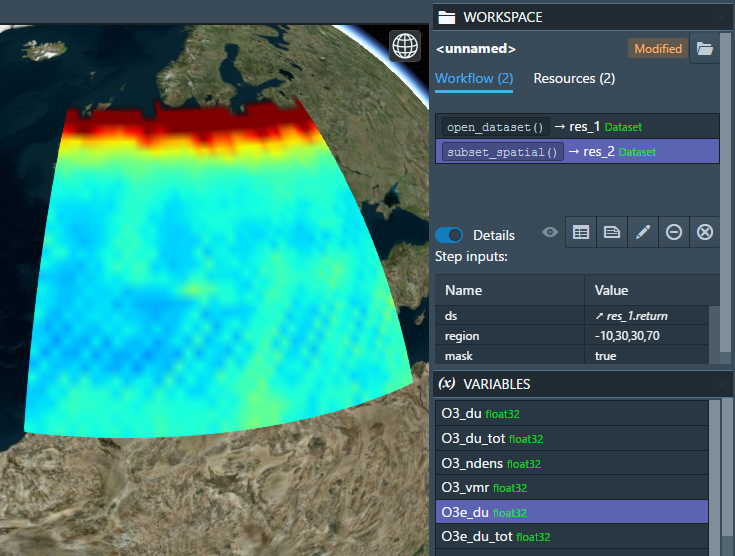 WORKSPACE
<unnamed> Modified
Workflow (2) Resources (2)
open_dataset() → res_1 Dataset
subset_spatial() → res_2 Dataset
Details
Step inputs:
Name Value
ds ↗ res_1.return
region -10,30,30,70
mask true
(x) VARIABLES
O3_du float32
O3_du_tot float32
O3_ndens float32
O3_vmr float32
O3e_du float32
O3e_du_tot float32